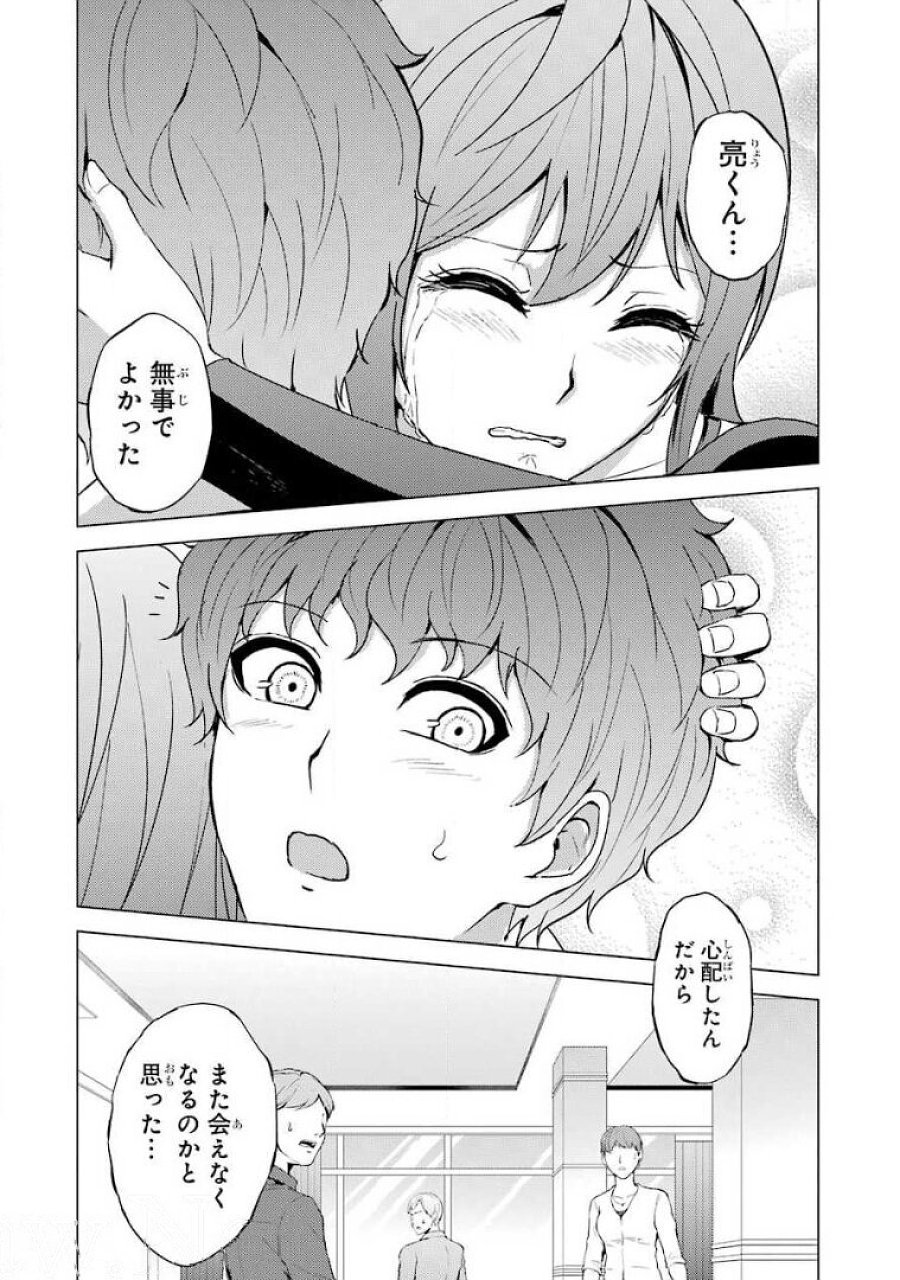 亮くん…
無事で
よかった
心配したん
だから
また会えなく
なるのかと
思った…